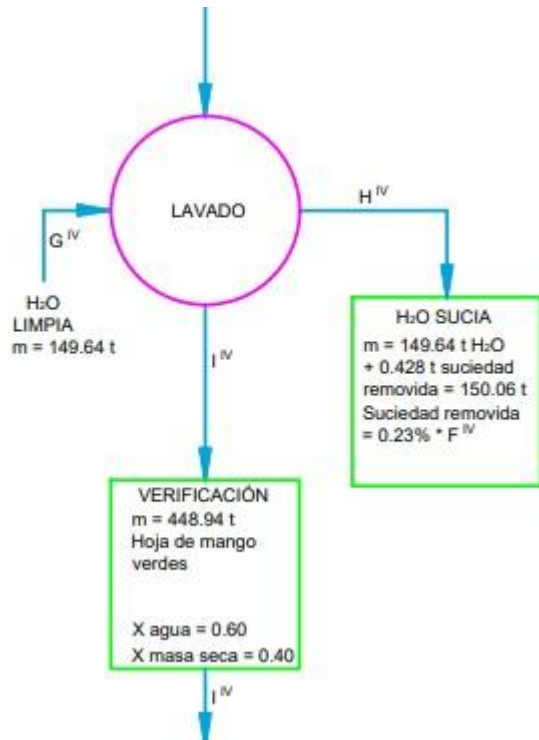 LAVADO
H IV
G IV
H₂O
LIMPIA
m = 149.64 t
H₂O SUCIA
m = 149.64 t H₂O
+ 0.428 t suciedad
removida = 150.06 t
Suciedad removida
= 0.23% * F IV
I IV
VERIFICACIÓN
m = 448.94 t
Hoja de mango
verdes
X agua = 0.60
X masa seca = 0.40
I IV